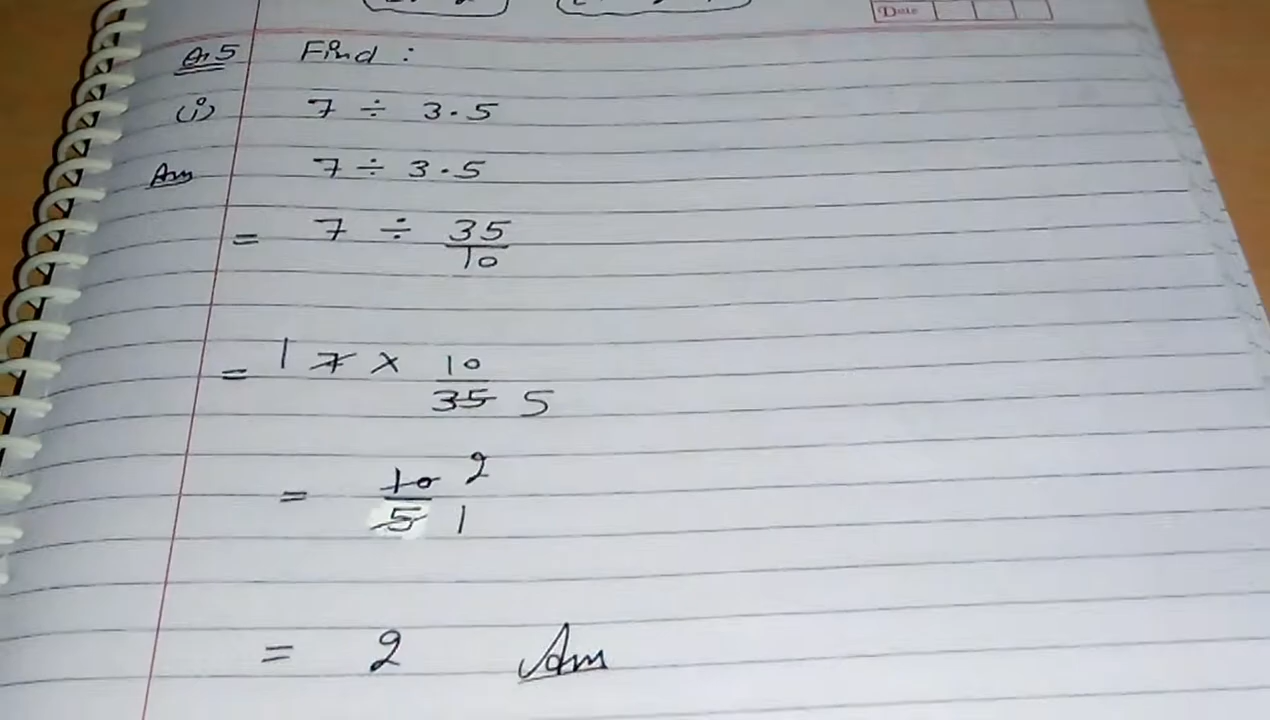 Date
Q.5 Find :
(i) 7 ÷ 3.5
Ans 7 ÷ 3.5
= 7 ÷ 35/10
= 1 7 × 10/35 5
= 10/5 2 1
= 2 Ans